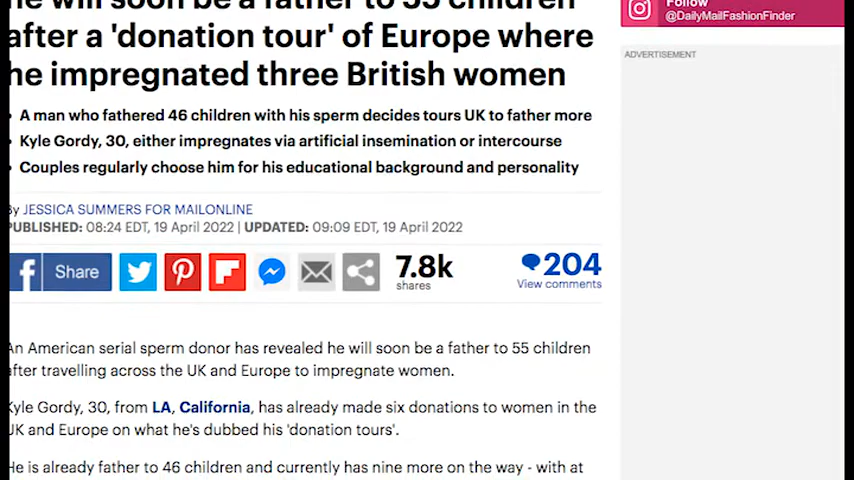 he will soon be a father to 55 children
after a 'donation tour' of Europe where
he impregnated three British women
• A man who fathered 46 children with his sperm decides tours UK to father more
• Kyle Gordy, 30, either impregnates via artificial insemination or intercourse
• Couples regularly choose him for his educational background and personality
By JESSICA SUMMERS FOR MAILONLINE
PUBLISHED: 08:24 EDT, 19 April 2022 | UPDATED: 09:09 EDT, 19 April 2022
Share
7.8k
shares
204
View comments
An American serial sperm donor has revealed he will soon be a father to 55 children
after travelling across the UK and Europe to impregnate women.
Kyle Gordy, 30, from LA, California, has already made six donations to women in the
UK and Europe on what he's dubbed his 'donation tours'.
He is already father to 46 children and currently has nine more on the way - with at
Follow
@DailyMailFashionFinder
ADVERTISEMENT